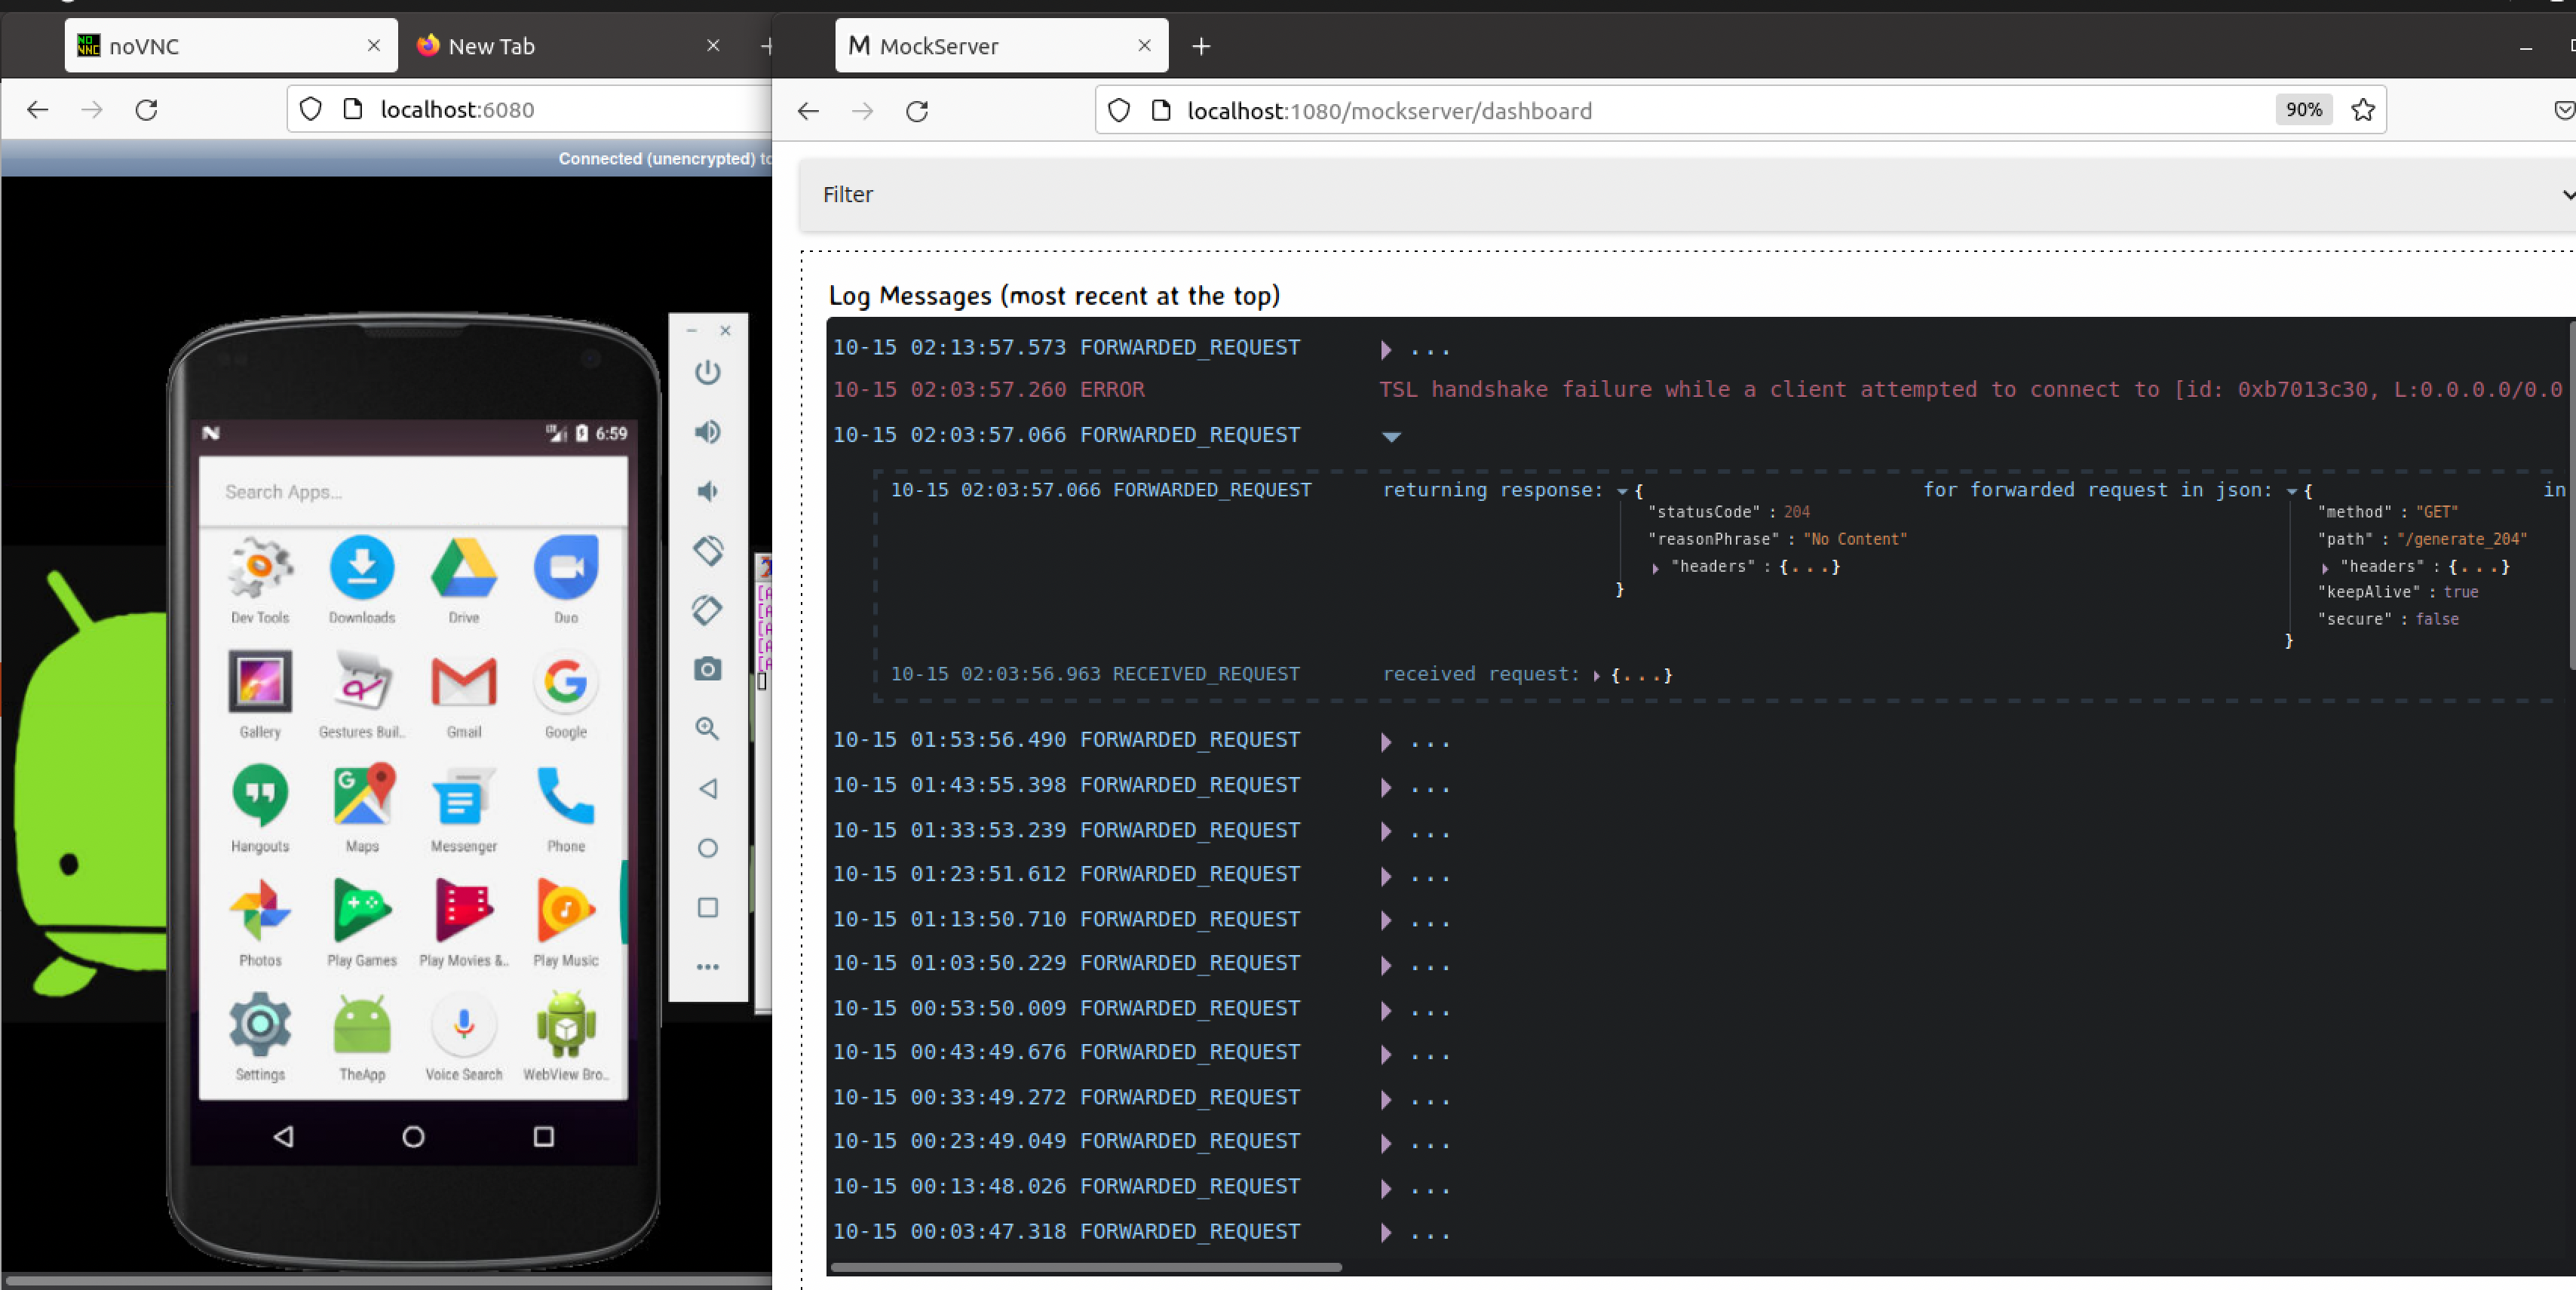 noVNC
New Tab
localhost:6080
Connected (unencrypted) to
6:59
Search Apps...
Dev Tools Downloads Drive Duo
Gallery Gestures Buil.. Gmail Google
Hangouts Maps Messenger Phone
Photos Play Games Play Movies &.. Play Music
Settings TheApp Voice Search WebView Bro..
M MockServer
localhost:1080/mockserver/dashboard
90%
Filter
Log Messages (most recent at the top)
10-15 02:13:57.573 FORWARDED_REQUEST ...
10-15 02:03:57.260 ERROR TSL handshake failure while a client attempted to connect to [id: 0xb7013c30, L:0.0.0.0/0.0
10-15 02:03:57.066 FORWARDED_REQUEST
10-15 02:03:57.066 FORWARDED_REQUEST returning response: { for forwarded request in json: { in
"statusCode" : 204 "method" : "GET"
"reasonPhrase" : "No Content" "path" : "/generate_204"
"headers" : {...} "headers" : {...}
} "keepAlive" : true
"secure" : false
}
10-15 02:03:56.963 RECEIVED_REQUEST received request: {...}
10-15 01:53:56.490 FORWARDED_REQUEST ...
10-15 01:43:55.398 FORWARDED_REQUEST ...
10-15 01:33:53.239 FORWARDED_REQUEST ...
10-15 01:23:51.612 FORWARDED_REQUEST ...
10-15 01:13:50.710 FORWARDED_REQUEST ...
10-15 01:03:50.229 FORWARDED_REQUEST ...
10-15 00:53:50.009 FORWARDED_REQUEST ...
10-15 00:43:49.676 FORWARDED_REQUEST ...
10-15 00:33:49.272 FORWARDED_REQUEST ...
10-15 00:23:49.049 FORWARDED_REQUEST ...
10-15 00:13:48.026 FORWARDED_REQUEST ...
10-15 00:03:47.318 FORWARDED_REQUEST ...